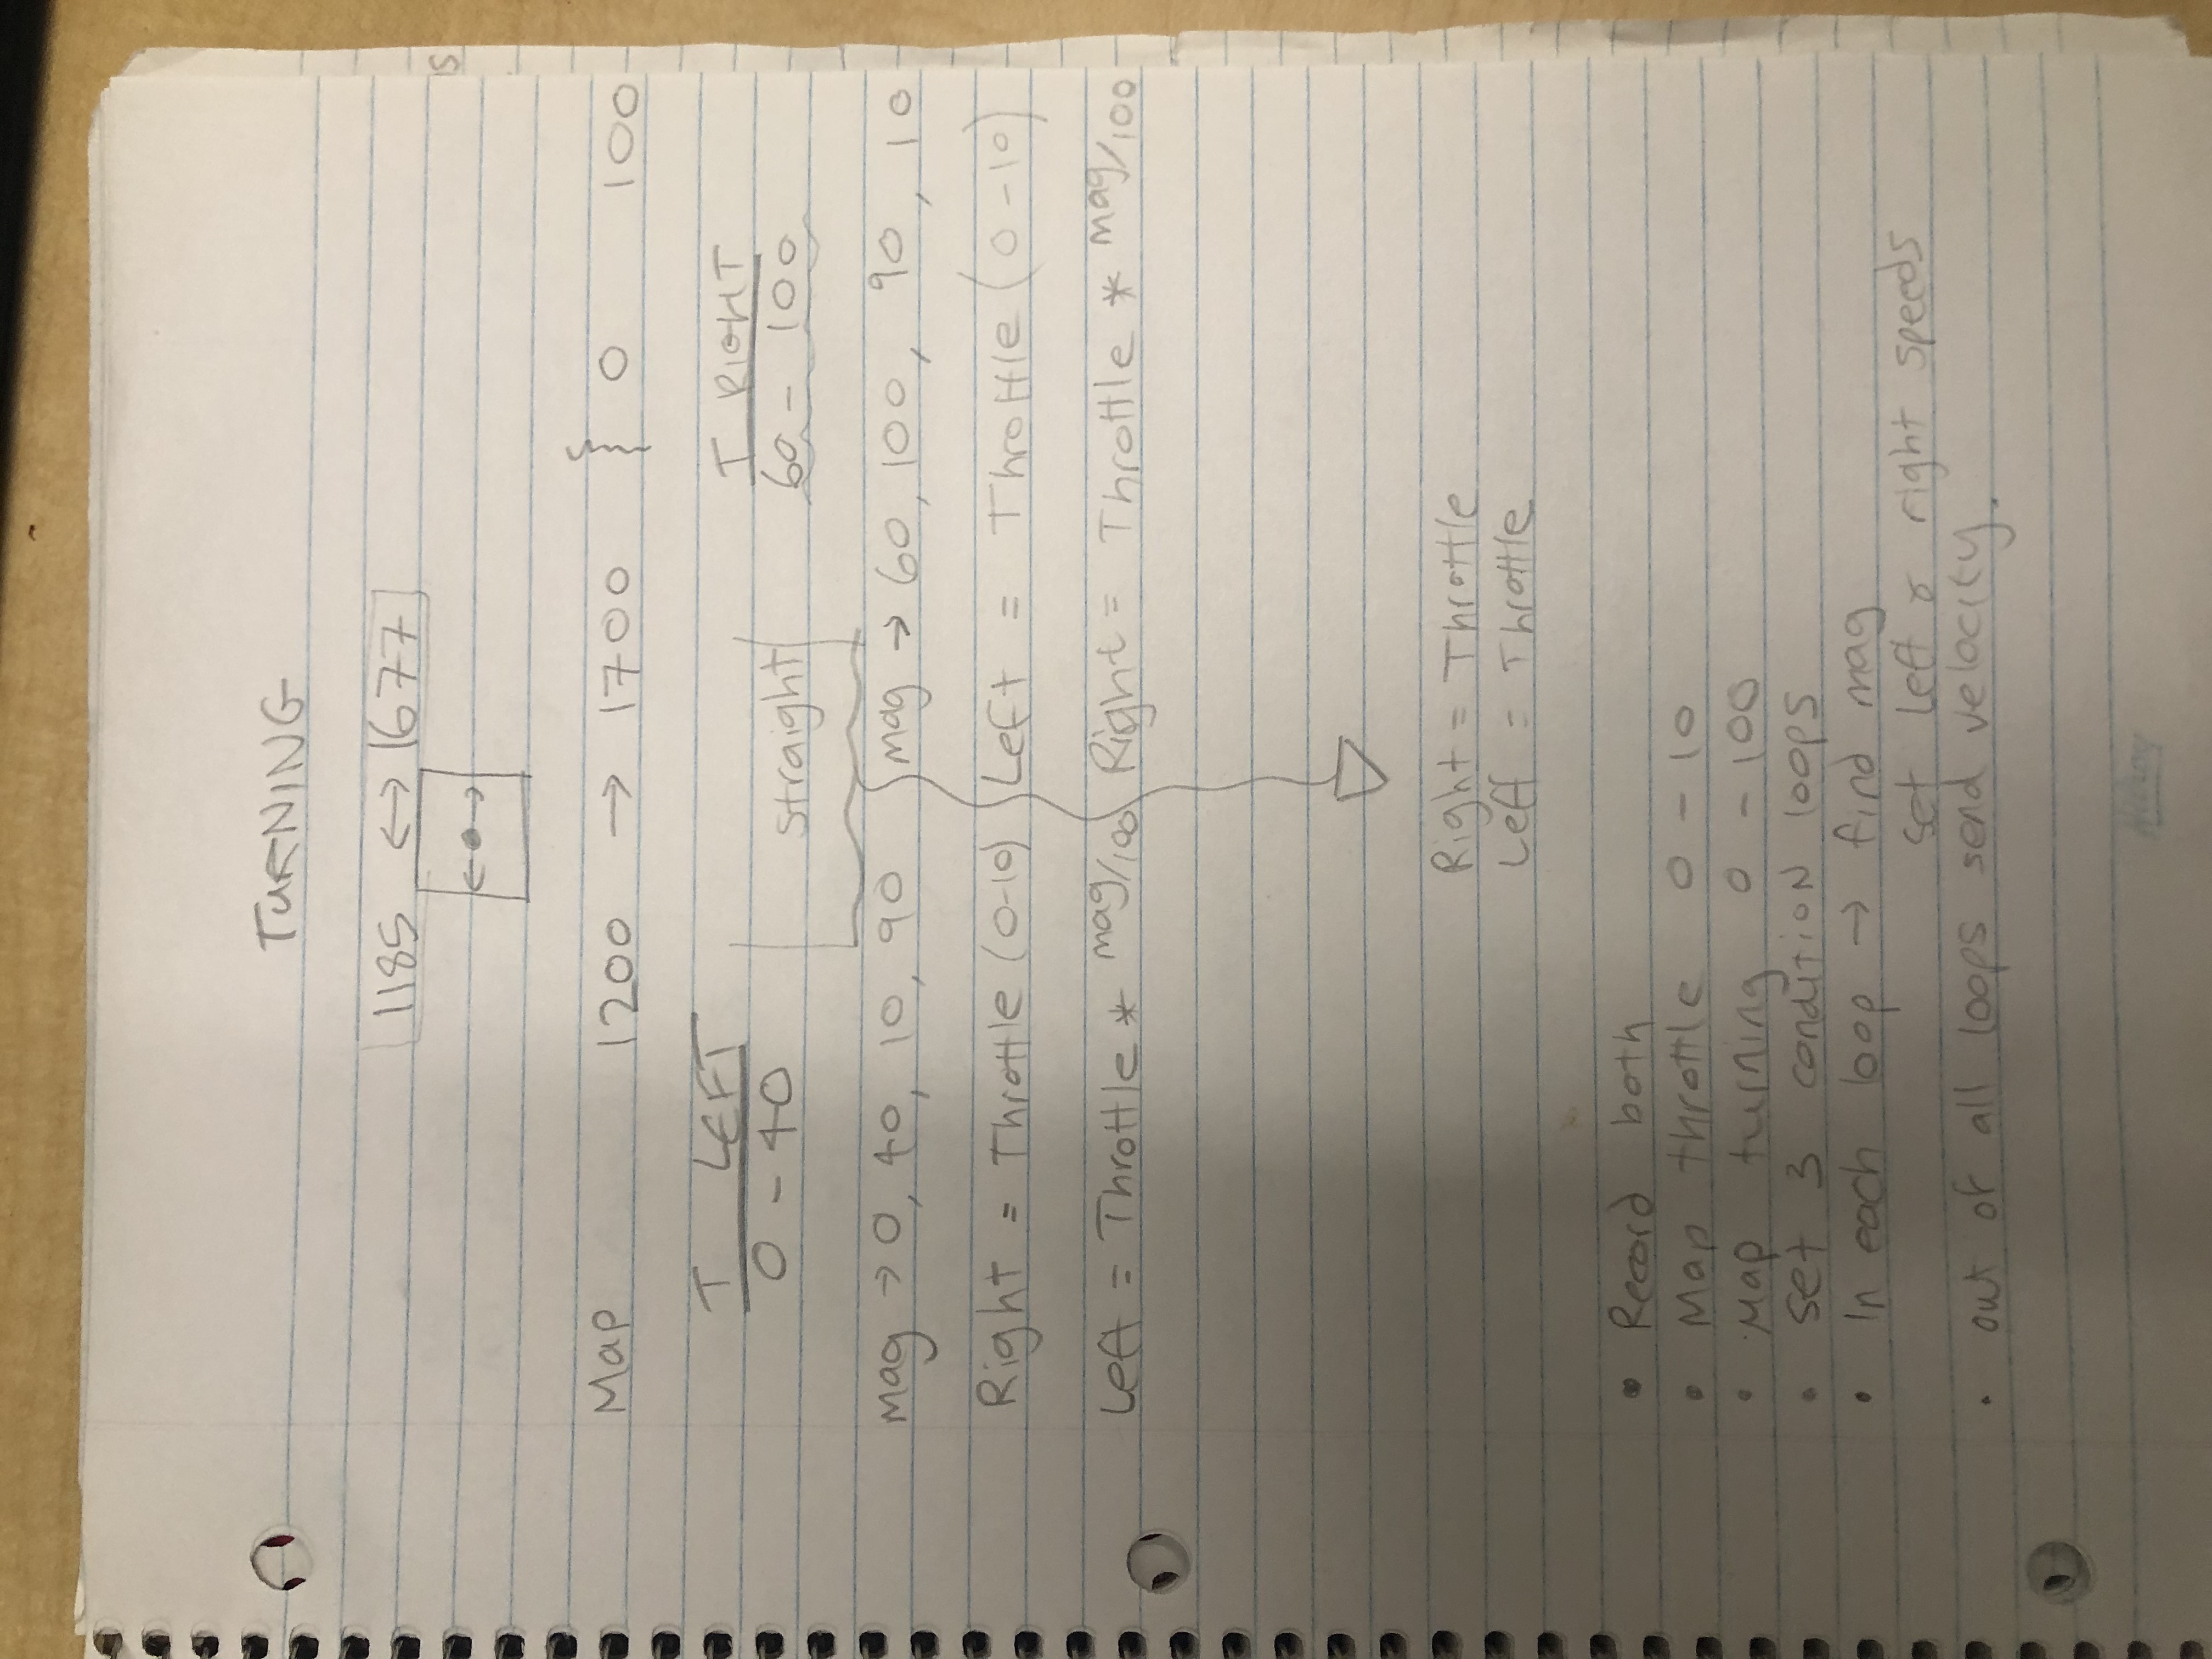 TURNING
1185 <-> 1677
S
Map 1200 → 1700 0 100
T LEFT T RIGHT
0 - 40 straight 60 - 100
mag → 0, 40, 10, 90 mag → 60, 100, 90, 10
Right = Throttle (0-10) Left = Throttle (0-10)
Left = Throttle * mag/100 Right = Throttle * mag/100
Right = Throttle
Left = Throttle
• Record both
• Map throttle 0 - 10
• Map turning 0 - 100
• set 3 condition loops
• In each loop → find mag
set left & right speeds
• out of all loops send velocity.
Hilroy